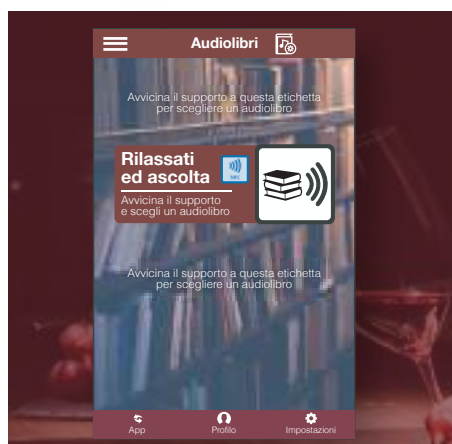 Audiolibri
Avvicina il supporto a questa etichetta
per scegliere un audiolibro
Rilassati
ed ascolta
NFC
Avvicina il supporto
e scegli un audiolibro
Avvicina il supporto a questa etichetta
per scegliere un audiolibro
App
Profilo
Impostazioni